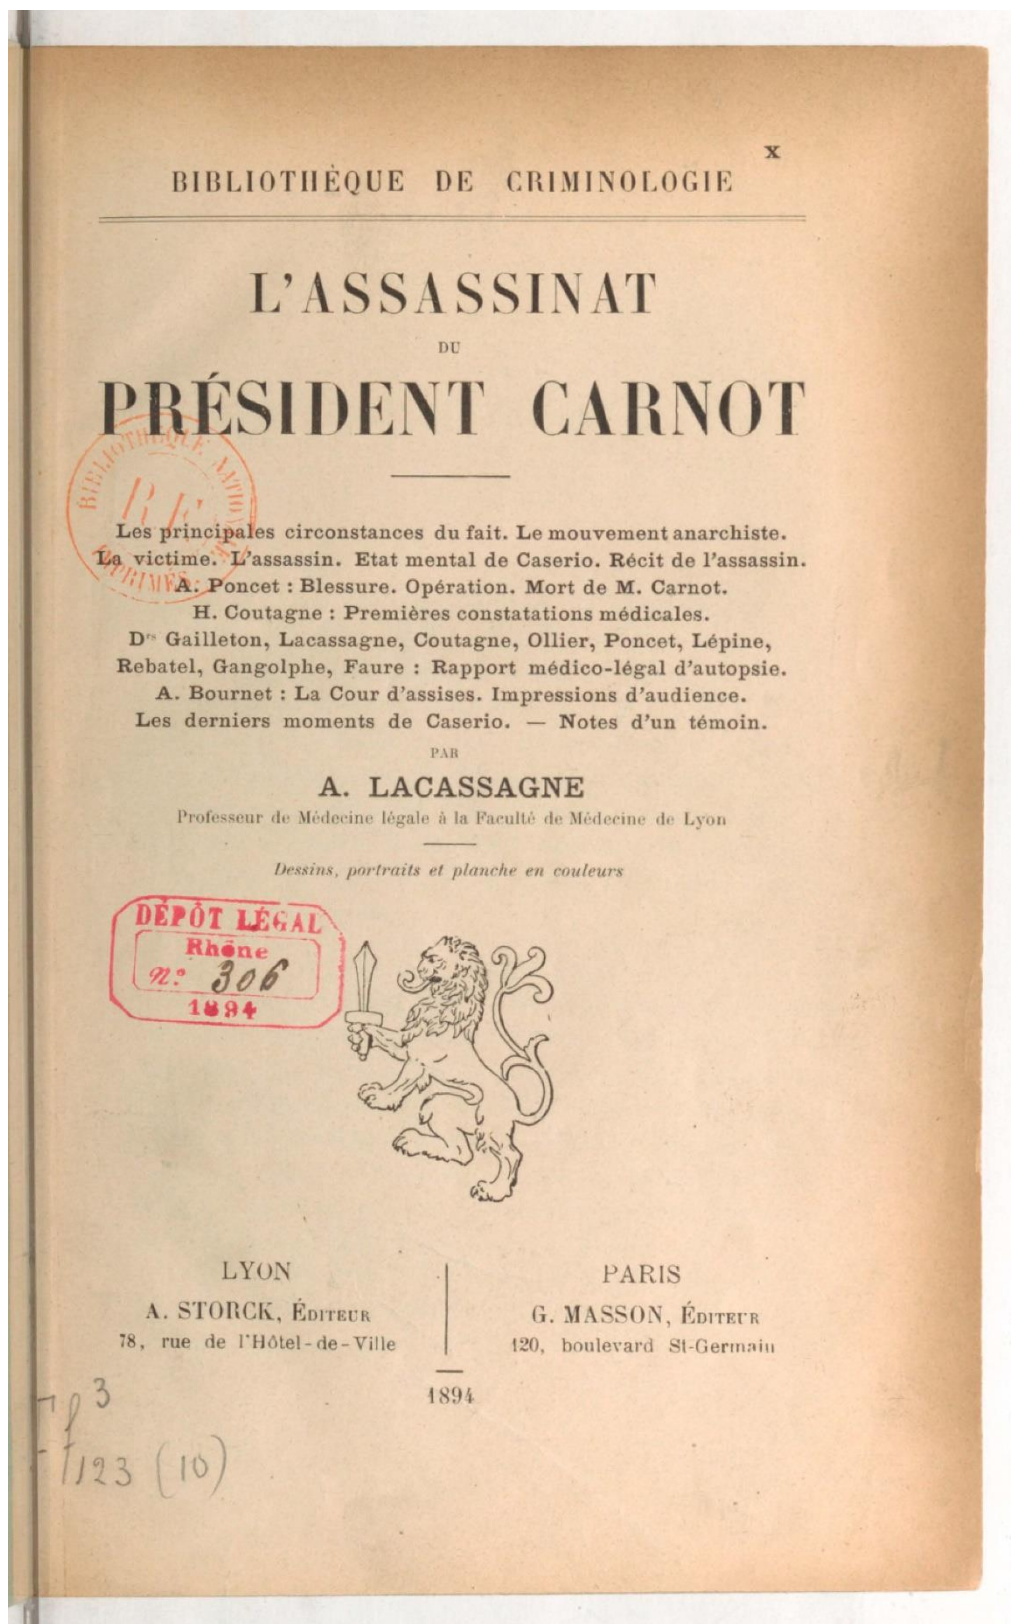 x
BIBLIOTHÈQUE DE CRIMINOLOGIE
L'ASSASSINAT
DU
PRÉSIDENT CARNOT
BIBLIOTHÈQUE NATIONALE
R F
IMPRIMÉS
Les principales circonstances du fait. Le mouvement anarchiste.
La victime. L'assassin. Etat mental de Caserio. Récit de l'assassin.
A. Poncet : Blessure. Opération. Mort de M. Carnot.
H. Coutagne : Premières constatations médicales.
Drs Gailleton, Lacassagne, Coutagne, Ollier, Poncet, Lépine,
Rebatel, Gangolphe, Faure : Rapport médico-légal d'autopsie.
A. Bournet : La Cour d'assises. Impressions d'audience.
Les derniers moments de Caserio. — Notes d'un témoin.
PAR
A. LACASSAGNE
Professeur de Médecine légale à la Faculté de Médecine de Lyon
Dessins, portraits et planche en couleurs
DÉPÔT LÉGAL
Rhône
n: 306
1894
LYON
A. STORCK, ÉDITEUR
78, rue de l'Hôtel-de-Ville
PARIS
G. MASSON, ÉDITEUR
120, boulevard St-Germain
1894
3
123 (10)